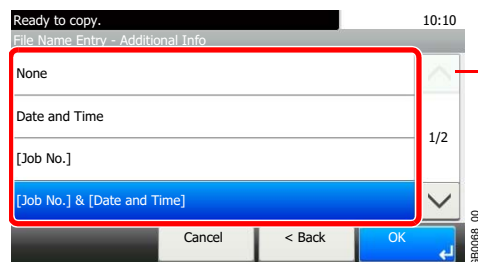 Ready to copy. 10:10
File Name Entry - Additional Info
None
Date and Time
1/2
[Job No.]
[Job No.] & [Date and Time]
Cancel < Back OK
GB0068_00